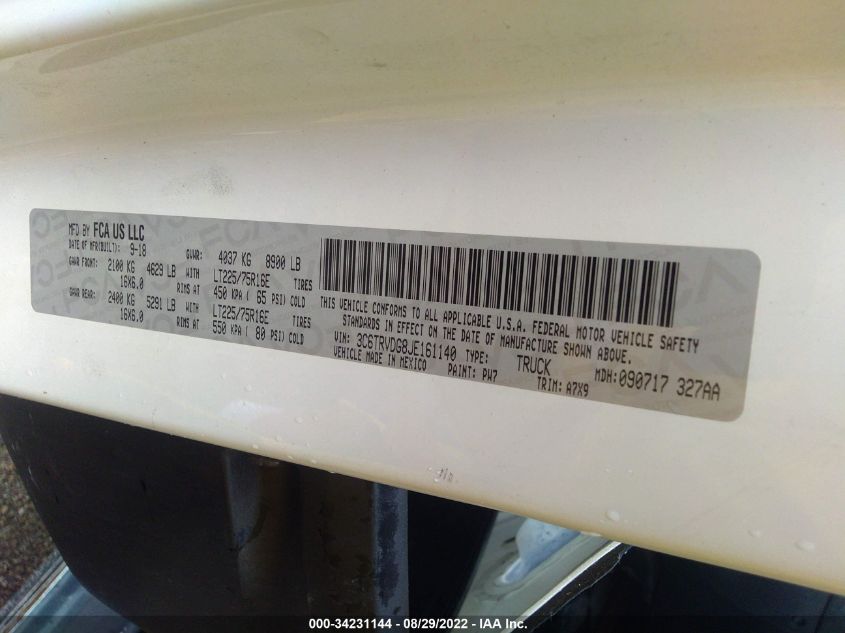 MFD BY FCA US LLC
DATE OF MFR(BUILT): 9-18 GVWR: 4037 KG 8900 LB
GAWR FRONT: 2100 KG 4629 LB WITH LT225/75R16E TIRES
16X6.0 RIMS AT 450 KPA ( 65 PSI) COLD
GAWR REAR: 2400 KG 5291 LB WITH LT225/75R16E TIRES
16X6.0 RIMS AT 550 KPA ( 80 PSI) COLD
THIS VEHICLE CONFORMS TO ALL APPLICABLE U.S.A. FEDERAL MOTOR VEHICLE SAFETY
STANDARDS IN EFFECT ON THE DATE OF MANUFACTURE SHOWN ABOVE.
VIN: 3C6TRVDG8JE161140 TYPE: TRUCK MDH: 090717 327AA
VEHICLE MADE IN MEXICO PAINT: PW7 TRIM: A7X9
000-34231144 | 08/29/2022 - IAA Inc.